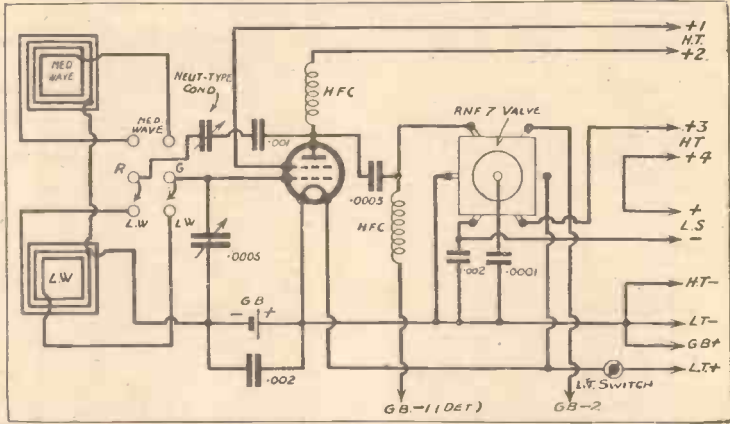 MED
WAVE
NEUT-TYPE
COND
MED
WAVE
R
G
L.W
L.W
L.W
.001
HFC
.0005
.0005
HFC
GB
- +
.002
RNF 7 VALVE
.002
.0001
+1
H.T.
+2
+3
HT
+4
+
L.S
-
H.T-
LT-
GB+
L.T.+
L.T. SWITCH
GB.-1 (DET)
GB-2